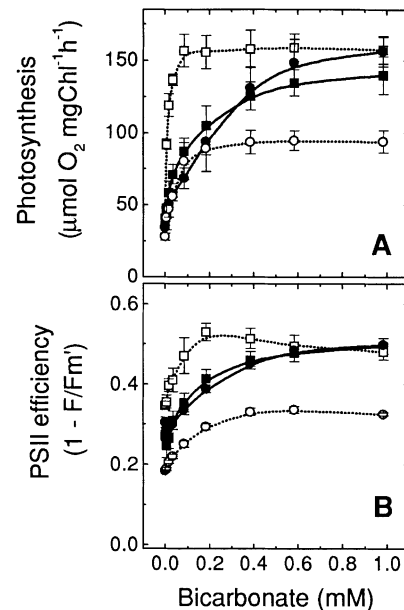 Photosynthesis
(μmol O₂ mgChl⁻¹h⁻¹)
150
100
50
0
A
PSII efficiency
(1 - F/Fm')
0.6
0.4
0.2
0.0
B
0.0 0.2 0.4 0.6 0.8 1.0
Bicarbonate (mM)